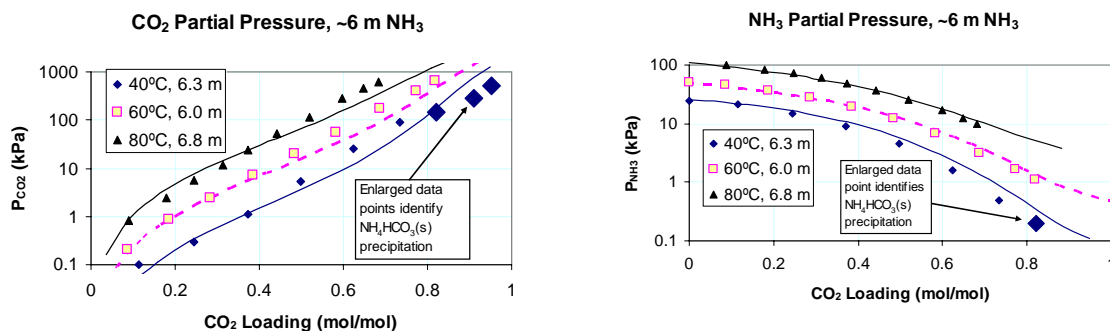 CO2 Partial Pressure, ~6 m NH3
1000
100
10
1
0.1
PCO2 (kPa)
40ºC, 6.3 m
60ºC, 6.0 m
80ºC, 6.8 m
Enlarged data
points identify
NH4HCO3(s)
precipitation
0 0.2 0.4 0.6 0.8 1
CO2 Loading (mol/mol)
NH3 Partial Pressure, ~6 m NH3
100
10
1
0.1
PNH3 (kPa)
40ºC, 6.3 m
60ºC, 6.0 m
80ºC, 6.8 m
Enlarged data
point identifies
NH4HCO3(s)
precipitation
0 0.2 0.4 0.6 0.8 1
CO2 Loading (mol/mol)